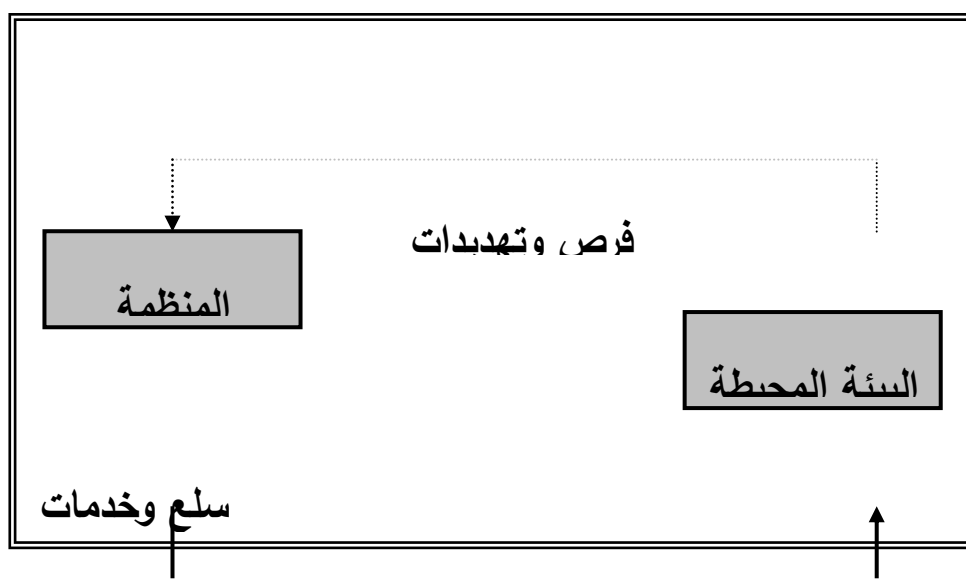 فرص وتهديدات
المنظمة
البيئة المحيطة
سلع وخدمات